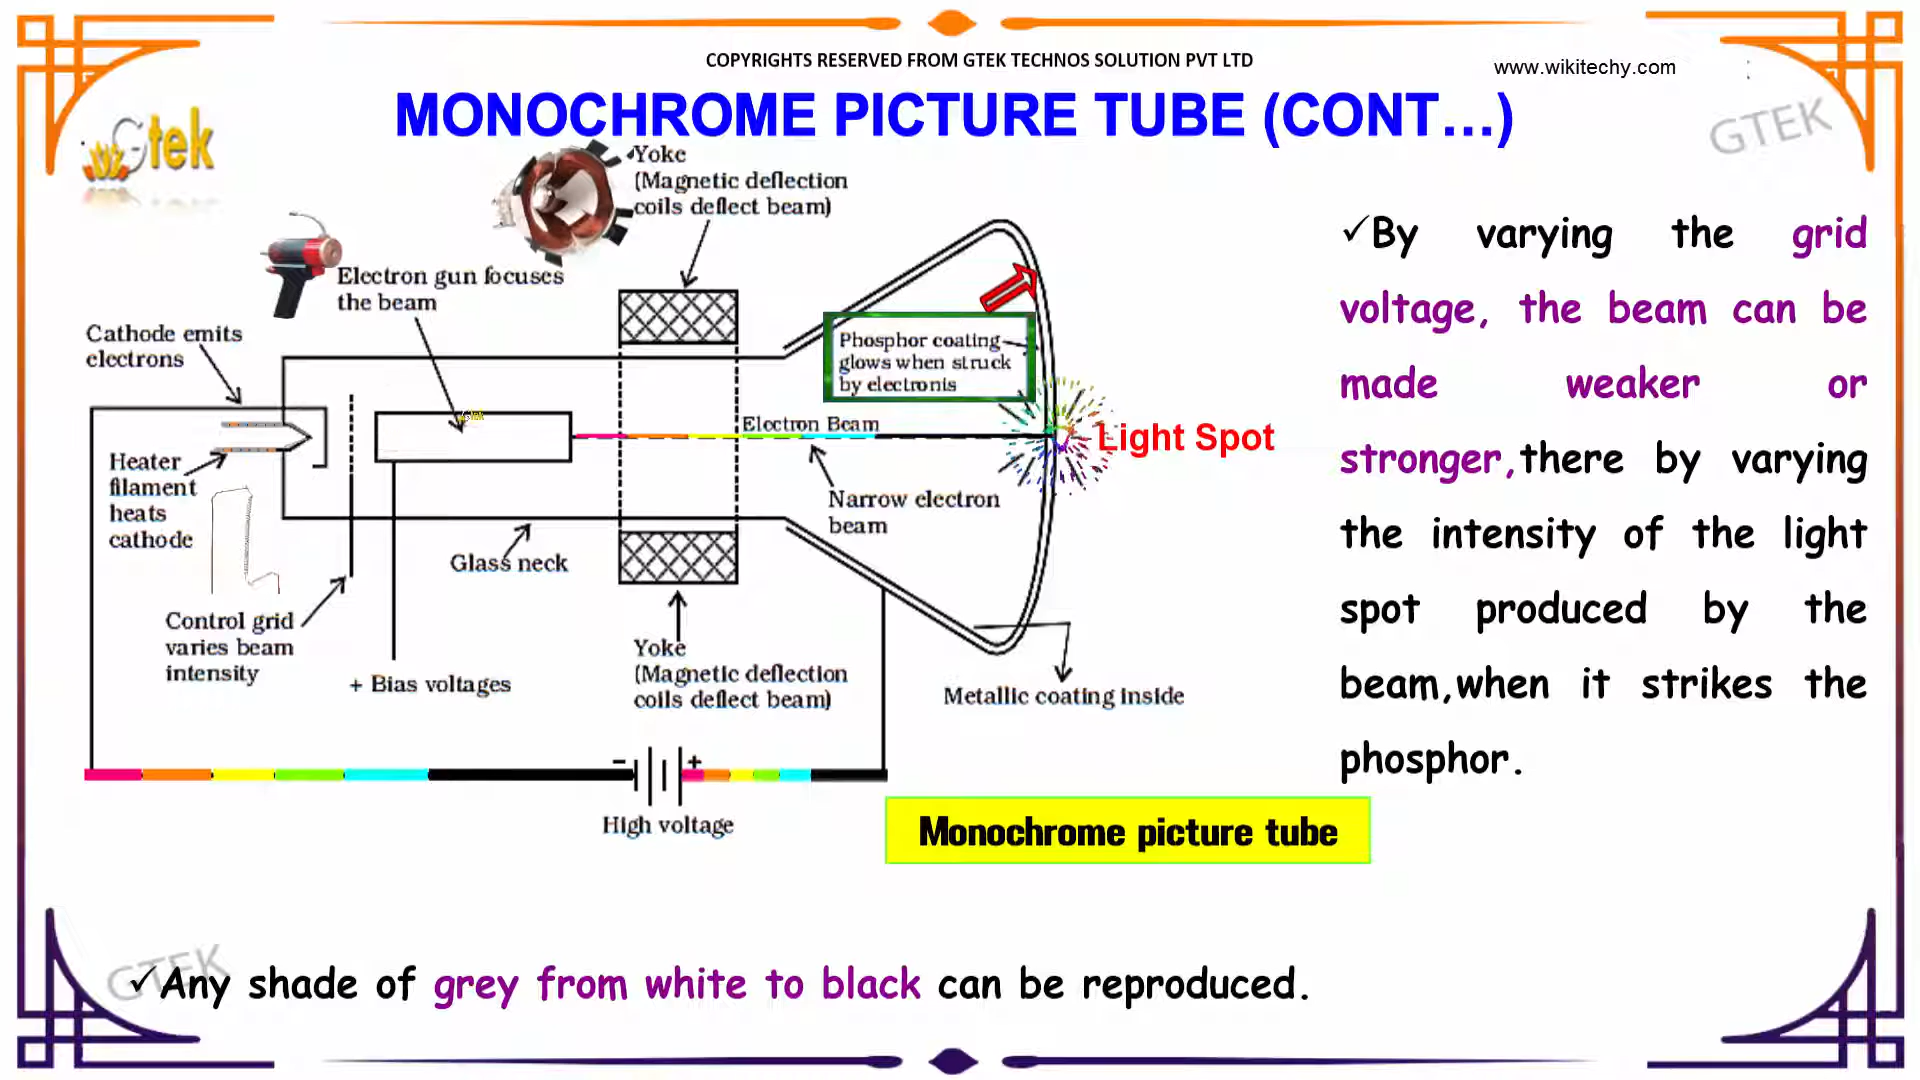 COPYRIGHTS RESERVED FROM GTEK TECHNOS SOLUTION PVT LTD
www.wikitechy.com
MONOCHROME PICTURE TUBE (CONT...)
Gtek
GTEK
Yoke
(Magnetic deflection
coils deflect beam)
Electron gun focuses
the beam
Cathode emits
electrons
Phosphor coating
glows when struck
by electronis
Gtek
Electron Beam
Light Spot
Heater
filament
heats
cathode
Narrow electron
beam
Glass neck
Control grid
varies beam
intensity
+ Bias voltages
Yoke
(Magnetic deflection
coils deflect beam)
Metallic coating inside
- +
High voltage
Monochrome picture tube
✓By varying the grid
voltage, the beam can be
made weaker or
stronger,there by varying
the intensity of the light
spot produced by the
beam,when it strikes the
phosphor.
GTEK
✓Any shade of grey from white to black can be reproduced.